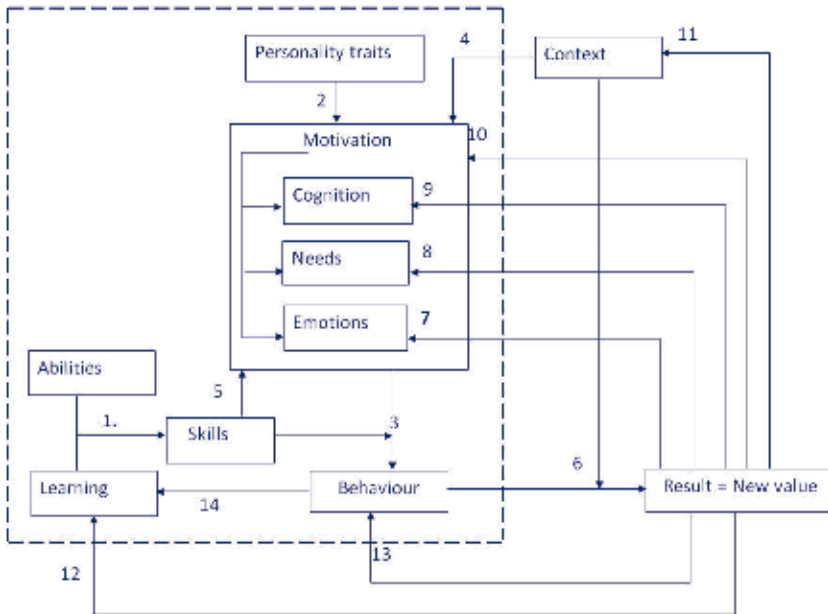 4
11
Personality traits
Context
2
10
Motivation
9
Cognition
8
Needs
7
Emotions
Abilities
5
1.
3
Skills
6
Learning
Behaviour
Result = New value
14
13
12